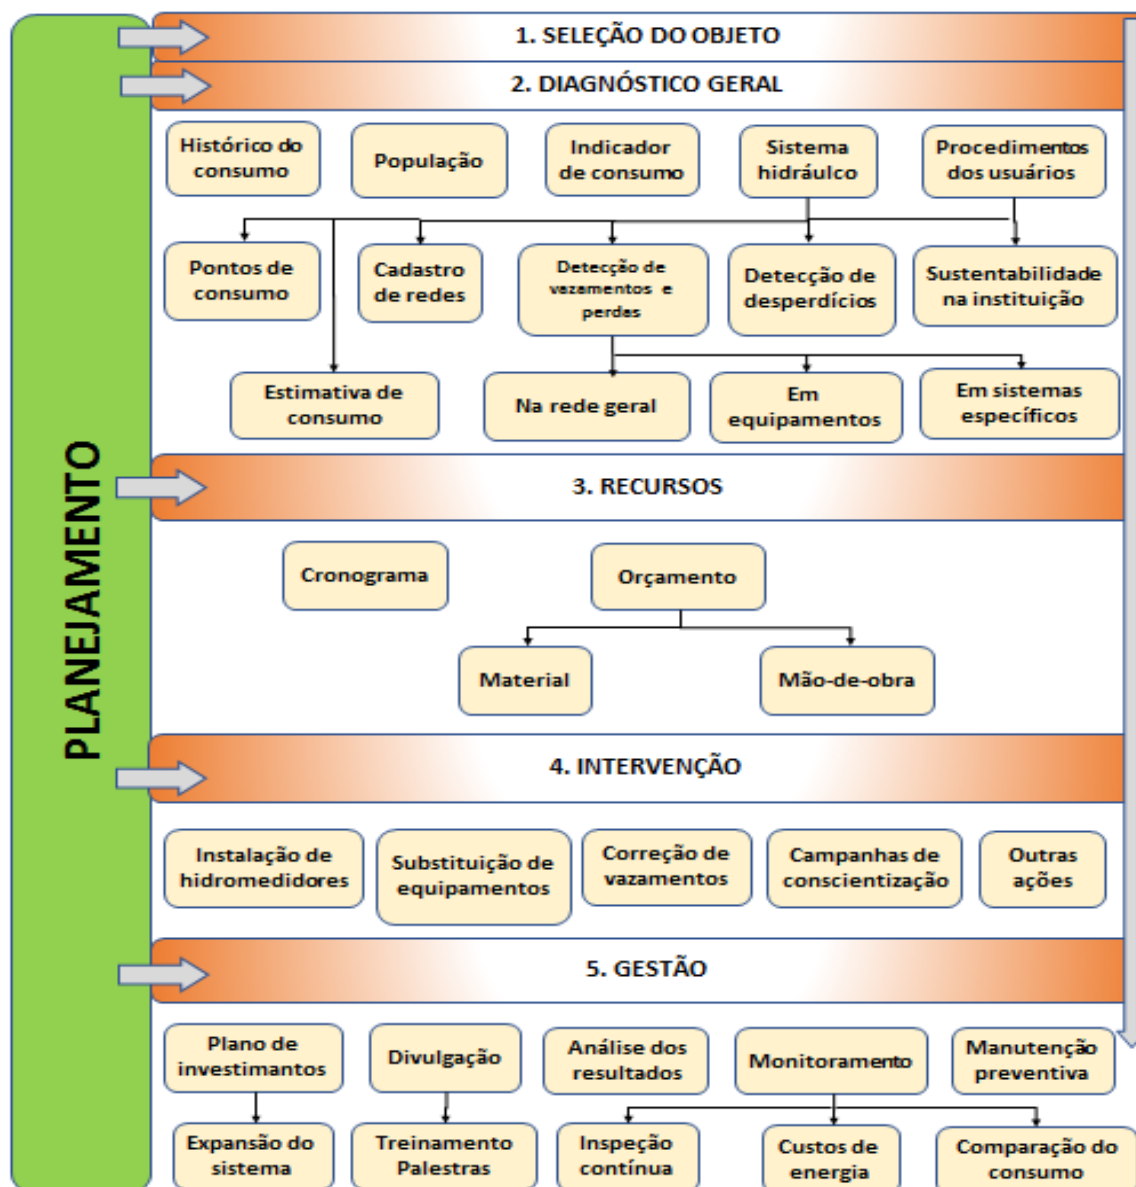 PLANEJAMENTO
1. SELEÇÃO DO OBJETO
2. DIAGNÓSTICO GERAL
Histórico do
consumo
População
Indicador
de consumo
Sistema
hidráulco
Procedimentos
dos usuários
Pontos de
consumo
Cadastro
de redes
Detecção de
vazamentos e
perdas
Detecção de
desperdícios
Sustentabilidade
na instituição
Estimativa de
consumo
Na rede geral
Em
equipamentos
Em sistemas
específicos
3. RECURSOS
Cronograma
Orçamento
Material
Mão-de-obra
4. INTERVENÇÃO
Instalação de
hidromedidores
Substituição de
equipamentos
Correção de
vazamentos
Campanhas de
conscientização
Outras
ações
5. GESTÃO
Plano de
investimantos
Divulgação
Análise dos
resultados
Monitoramento
Manutenção
preventiva
Expansão do
sistema
Treinamento
Palestras
Inspeção
contínua
Custos de
energia
Comparação do
consumo